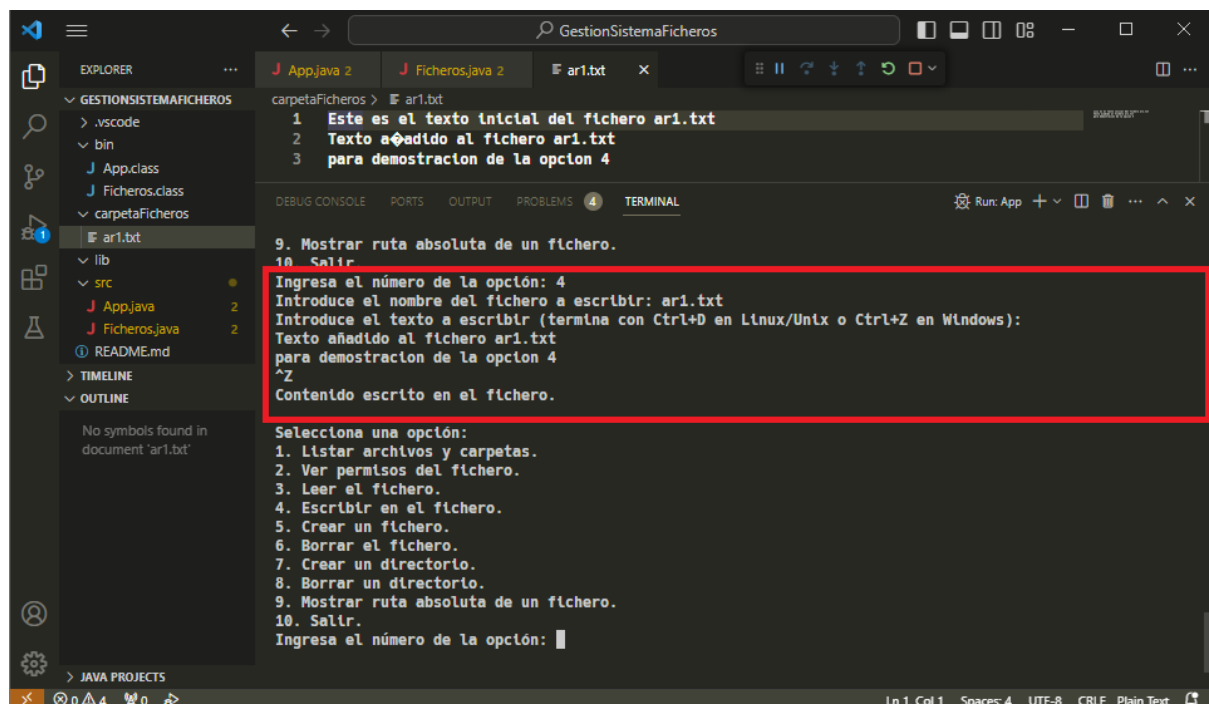 GestionSistemaFicheros
EXPLORER
GESTIONSISTEMAFICHEROS
> .vscode
bin
J App.class
J Ficheros.class
carpetaFicheros
ar1.txt
> lib
src
J App.java 2
J Ficheros.java 2
README.md
> TIMELINE
OUTLINE
No symbols found in
document 'ar1.txt'
> JAVA PROJECTS
J App.java 2 J Ficheros.java 2 ar1.txt ×
carpetaFicheros > ar1.txt
1 Este es el texto inicial del fichero ar1.txt
2 Texto a�adido al fichero ar1.txt
3 para demostracion de la opcion 4
DEBUG CONSOLE PORTS OUTPUT PROBLEMS 4 TERMINAL Run: App
9. Mostrar ruta absoluta de un fichero.
10. Salir.
Ingresa el número de la opción: 4
Introduce el nombre del fichero a escribir: ar1.txt
Introduce el texto a escribir (termina con Ctrl+D en Linux/Unix o Ctrl+Z en Windows):
Texto añadido al fichero ar1.txt
para demostracion de la opcion 4
^Z
Contenido escrito en el fichero.
Selecciona una opción:
1. Listar archivos y carpetas.
2. Ver permisos del fichero.
3. Leer el fichero.
4. Escribir en el fichero.
5. Crear un fichero.
6. Borrar el fichero.
7. Crear un directorio.
8. Borrar un directorio.
9. Mostrar ruta absoluta de un fichero.
10. Salir.
Ingresa el número de la opción:
0 4 0 Ln 1, Col 1 Spaces: 4 UTF-8 CRLF Plain Text